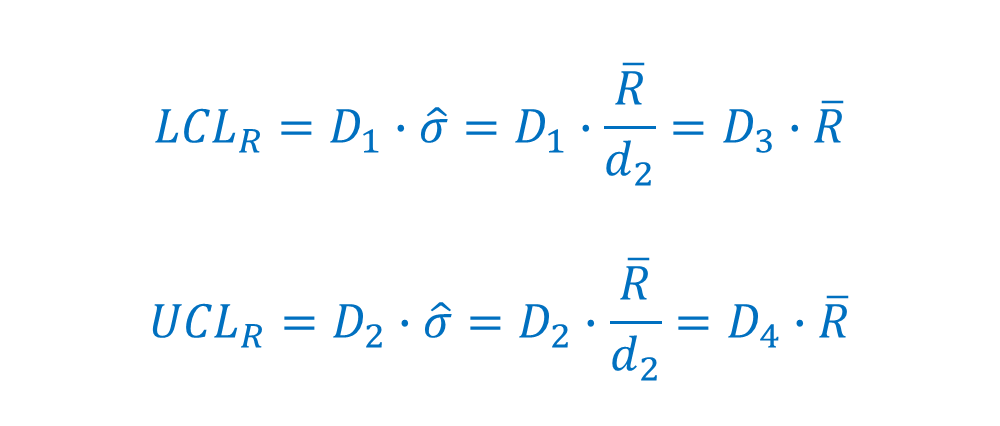 LCL_R = D_1 · σ̂ = D_1 · R̄/d_2 = D_3 · R̄
UCL_R = D_2 · σ̂ = D_2 · R̄/d_2 = D_4 · R̄